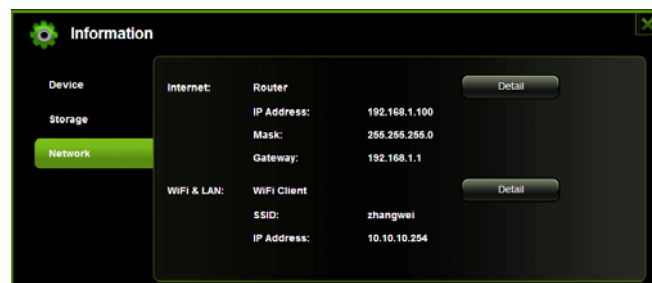 Information
Device
Storage
Network
Internet: Router Detail
IP Address: 192.168.1.100
Mask: 255.255.255.0
Gateway: 192.168.1.1
WiFi & LAN: WiFi Client Detail
SSID: zhangwei
IP Address: 10.10.10.254